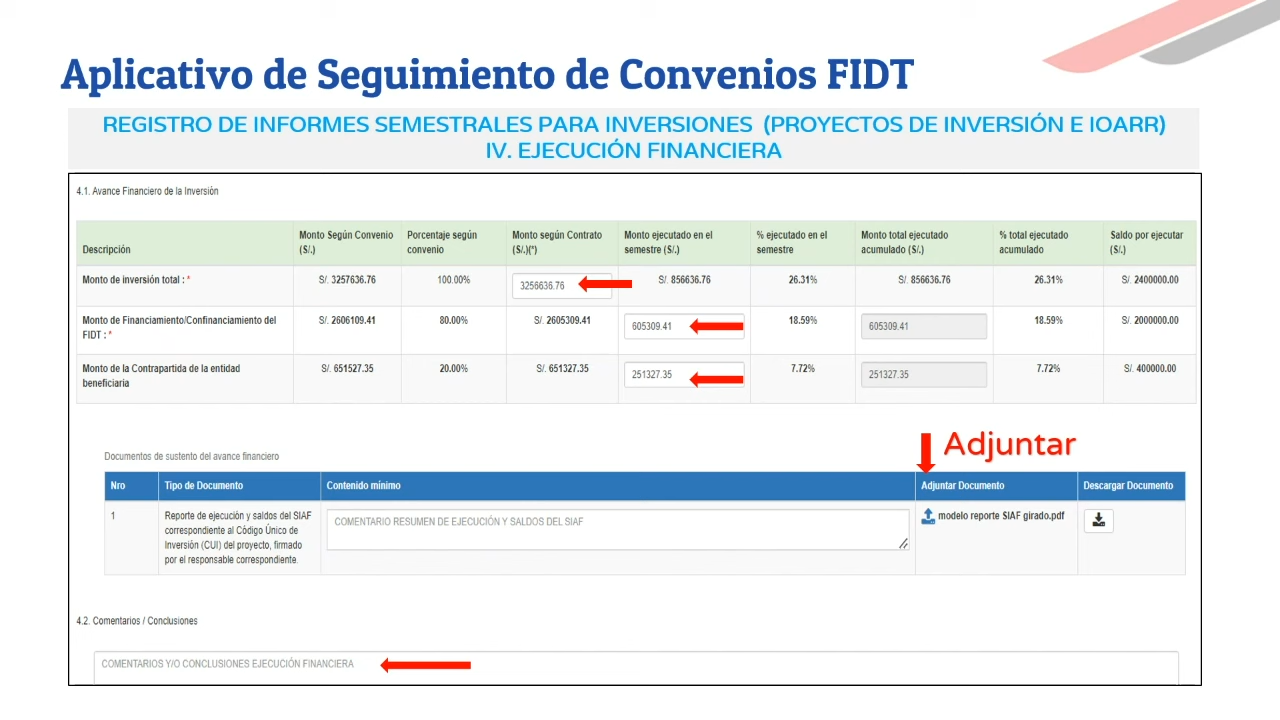 Aplicativo de Seguimiento de Convenios FIDT
REGISTRO DE INFORMES SEMESTRALES PARA INVERSIONES (PROYECTOS DE INVERSIÓN E IOARR)
IV. EJECUCIÓN FINANCIERA
4.1. Avance Financiero de la Inversión
Descripción
Monto Según Convenio
(S/.)
Porcentaje según
convenio
Monto según Contrato
(S/.)(*)
Monto ejecutado en el
semestre (S/.)
% ejecutado en el
semestre
Monto total ejecutado
acumulado (S/.)
% total ejecutado
acumulado
Saldo por ejecutar
(S/.)
Monto de inversión total : *
S/. 3257636.76
100.00%
3256636.76
S/. 856636.76
26.31%
S/. 856636.76
26.31%
S/. 2400000.00
Monto de Financiamiento/Confinanciamiento del
FIDT : *
S/. 2606109.41
80.00%
S/. 2605309.41
605309.41
18.59%
605309.41
18.59%
S/. 2000000.00
Monto de la Contrapartida de la entidad
beneficiaria
S/. 651527.35
20.00%
S/. 651327.35
251327.35
7.72%
251327.35
7.72%
S/. 400000.00
Adjuntar
Documentos de sustento del avance financiero
Nro
Tipo de Documento
Contenido mínimo
Adjuntar Documento
Descargar Documento
1
Reporte de ejecución y saldos del SIAF
correspondiente al Código Único de
Inversión (CUI) del proyecto, firmado
por el responsable correspondiente.
COMENTARIO RESUMEN DE EJECUCIÓN Y SALDOS DEL SIAF
modelo reporte SIAF girado.pdf
4.2. Comentarios / Conclusiones
COMENTARIOS Y/O CONCLUSIONES EJECUCIÓN FINANCIERA